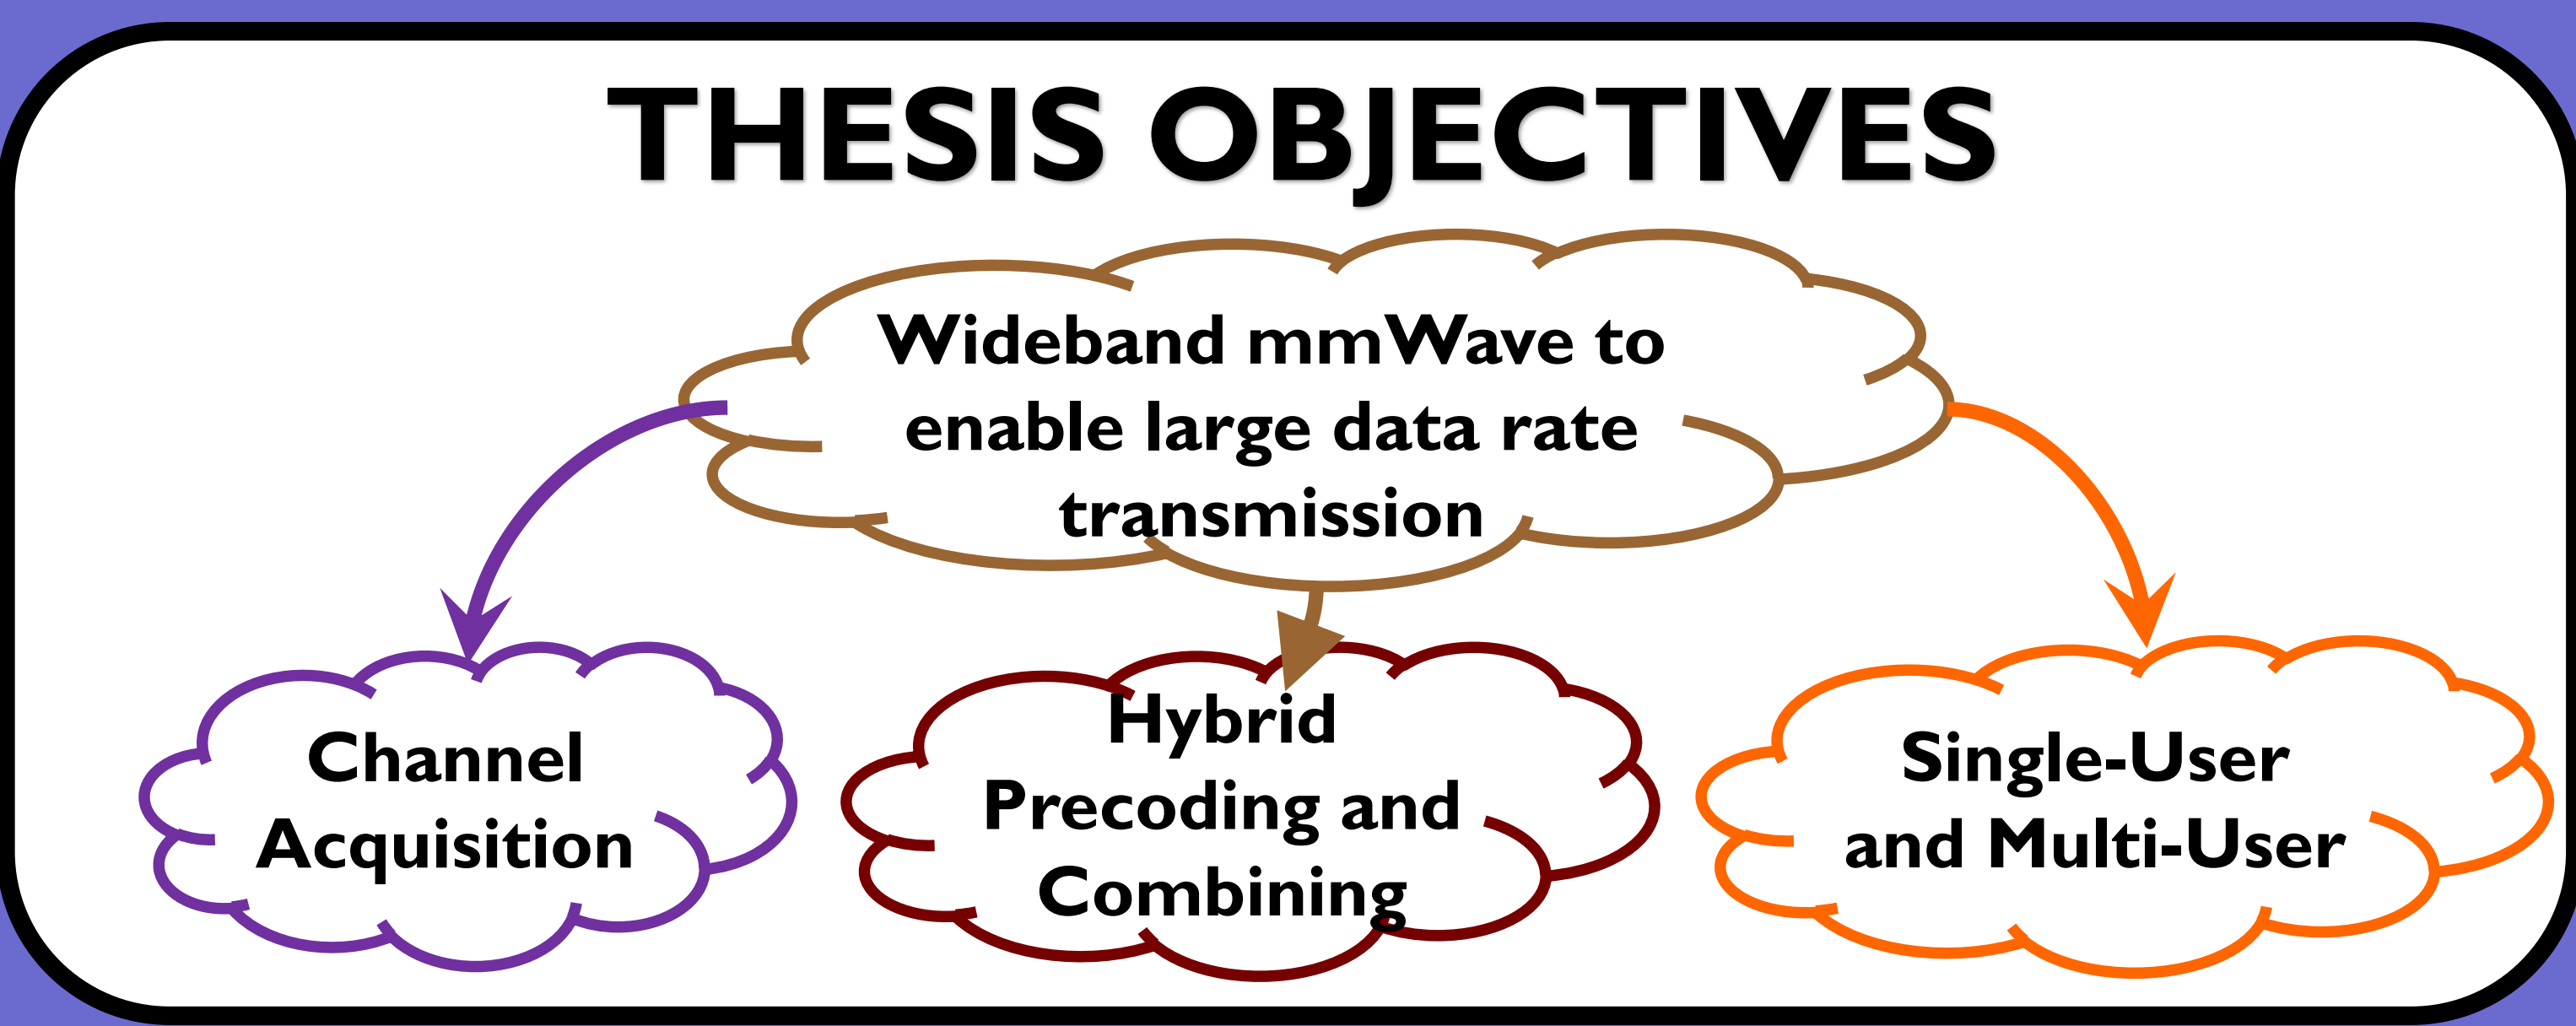 THESIS OBJECTIVES
Wideband mmWave to
enable large data rate
transmission
Channel
Acquisition
Hybrid
Precoding and
Combining
Single-User
and Multi-User